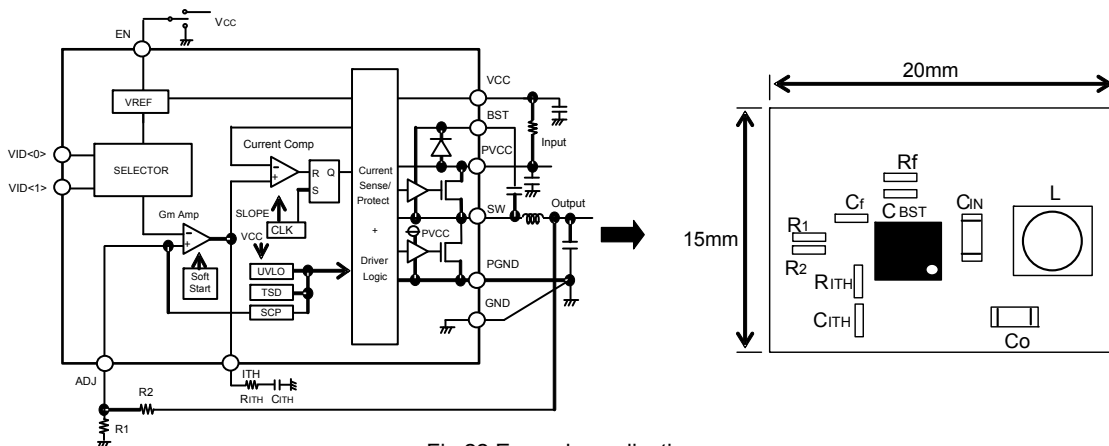 VCC
EN
VREF
VID<0>
VID<1>
SELECTOR
Gm Amp
Soft
Start
Current Comp
R Q
S
SLOPE
CLK
VCC
UVLO
TSD
SCP
Current
Sense/
Protect
+
Driver
Logic
PVCC
VCC
BST
Input
PVCC
Output
SW
PGND
GND
ADJ
ITH
RITH CITH
R2
R1
20mm
15mm
Rf
CBST
Cf
R1
R2
RITH
CITH
CIN
L
Co